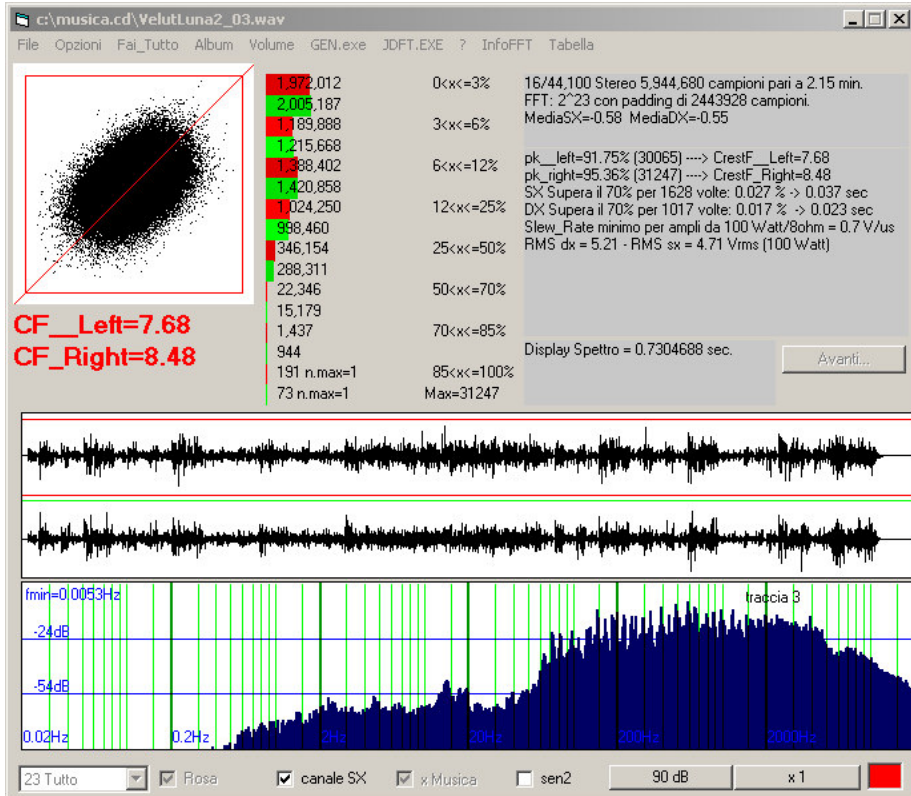 c:\musica.cd\VelutLuna2_03.wav
File Opzioni Fai_Tutto Album Volume GEN.exe JDFT.EXE ? InfoFFT Tabella
1,972,012 0<x<=3%
2,005,187
1,189,888 3<x<=6%
1,215,668
1,388,402 6<x<=12%
1,420,858
1,024,250 12<x<=25%
998,460
346,154 25<x<=50%
288,311
22,346 50<x<=70%
15,179
1,437 70<x<=85%
944
191 n.max=1 85<x<=100%
73 n.max=1 Max=31247
16/44,100 Stereo 5,944,680 campioni pari a 2.15 min.
FFT: 2^23 con padding di 2443928 campioni.
MediaSX=-0.58 MediaDX=-0.55
pk__left=91.75% (30065) ----> CrestF__Left=7.68
pk_right=95.36% (31247) ----> CrestF_Right=8.48
SX Supera il 70% per 1628 volte: 0.027 % -> 0.037 sec
DX Supera il 70% per 1017 volte: 0.017 % -> 0.023 sec
Slew_Rate minimo per ampli da 100 Watt/8ohm = 0.7 V/us
RMS dx = 5.21 - RMS sx = 4.71 Vrms (100 Watt)
CF__Left=7.68
CF_Right=8.48
Display Spettro = 0.7304688 sec.
Avanti...
fmin=0.0053Hz
traccia 3
-24dB
-54dB
0.02Hz 0.2Hz 2Hz 20Hz 200Hz 2000Hz
23 Tutto Rosa canale SX x Musica sen2 90 dB x 1